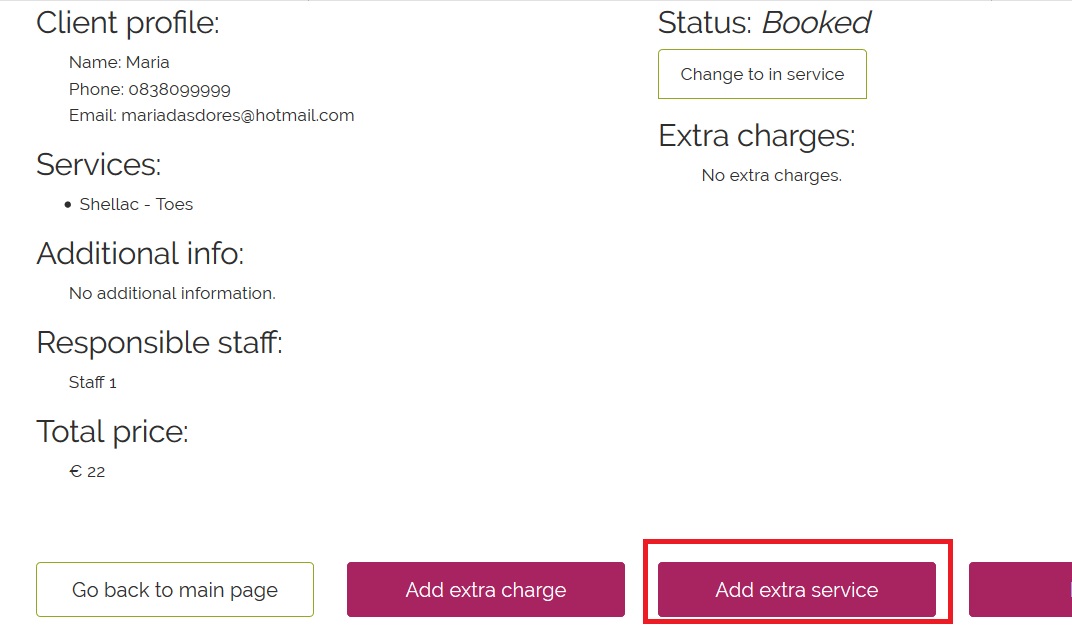 Client profile:
Name: Maria
Phone: 0838099999
Email: mariadasdores@hotmail.com
Services:
• Shellac - Toes
Additional info:
No additional information.
Responsible staff:
Staff 1
Total price:
€ 22
Status: Booked
Change to in service
Extra charges:
No extra charges.
Go back to main page
Add extra charge
Add extra service